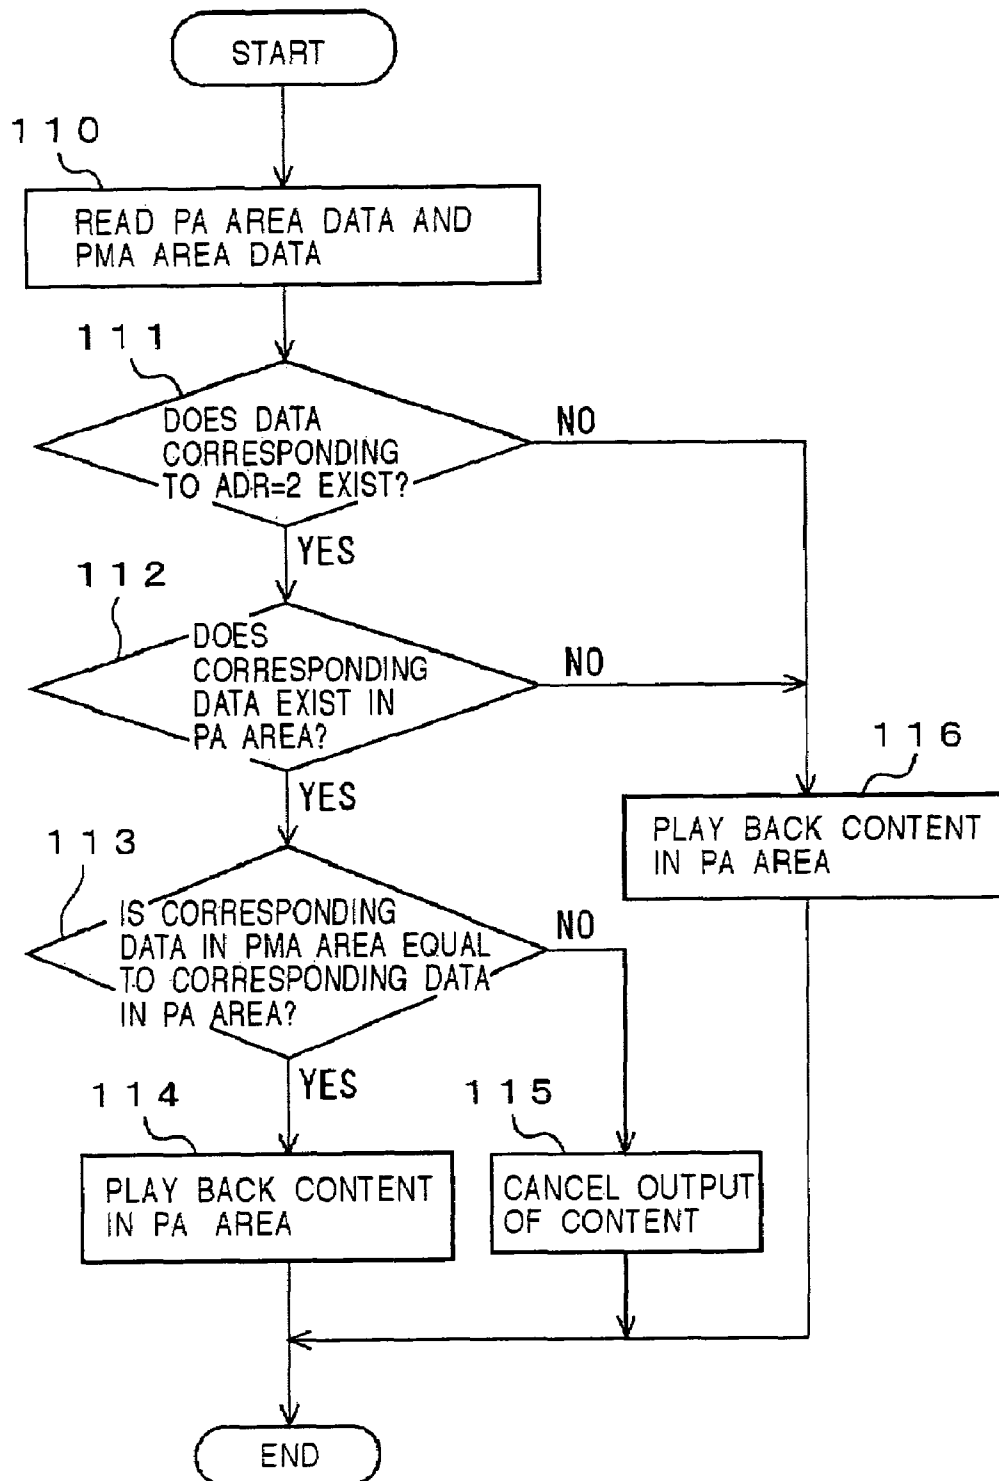 START
110
READ PA AREA DATA AND
PMA AREA DATA
111
DOES DATA
CORRESPONDING
TO ADR=2 EXIST?
NO
YES
112
DOES
CORRESPONDING
DATA EXIST IN
PA AREA?
NO
YES
116
PLAY BACK CONTENT
IN PA AREA
113
IS CORRESPONDING
DATA IN PMA AREA EQUAL
TO CORRESPONDING DATA
IN PA AREA?
NO
YES
114
PLAY BACK CONTENT
IN PA AREA
115
CANCEL OUTPUT
OF CONTENT
END